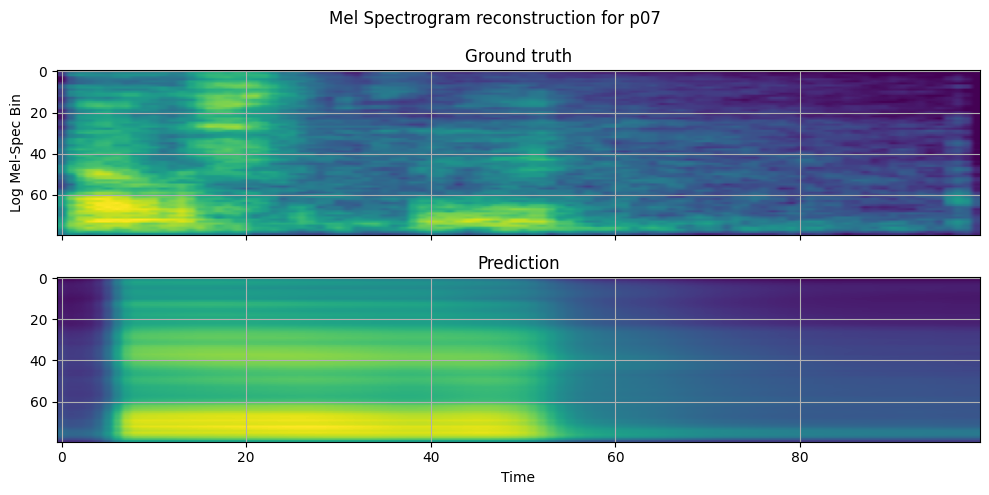 Mel Spectrogram reconstruction for p07
Ground truth
0
20
40
60
Log Mel-Spec Bin
Prediction
0
20
40
60
0 20 40 60 80
Time